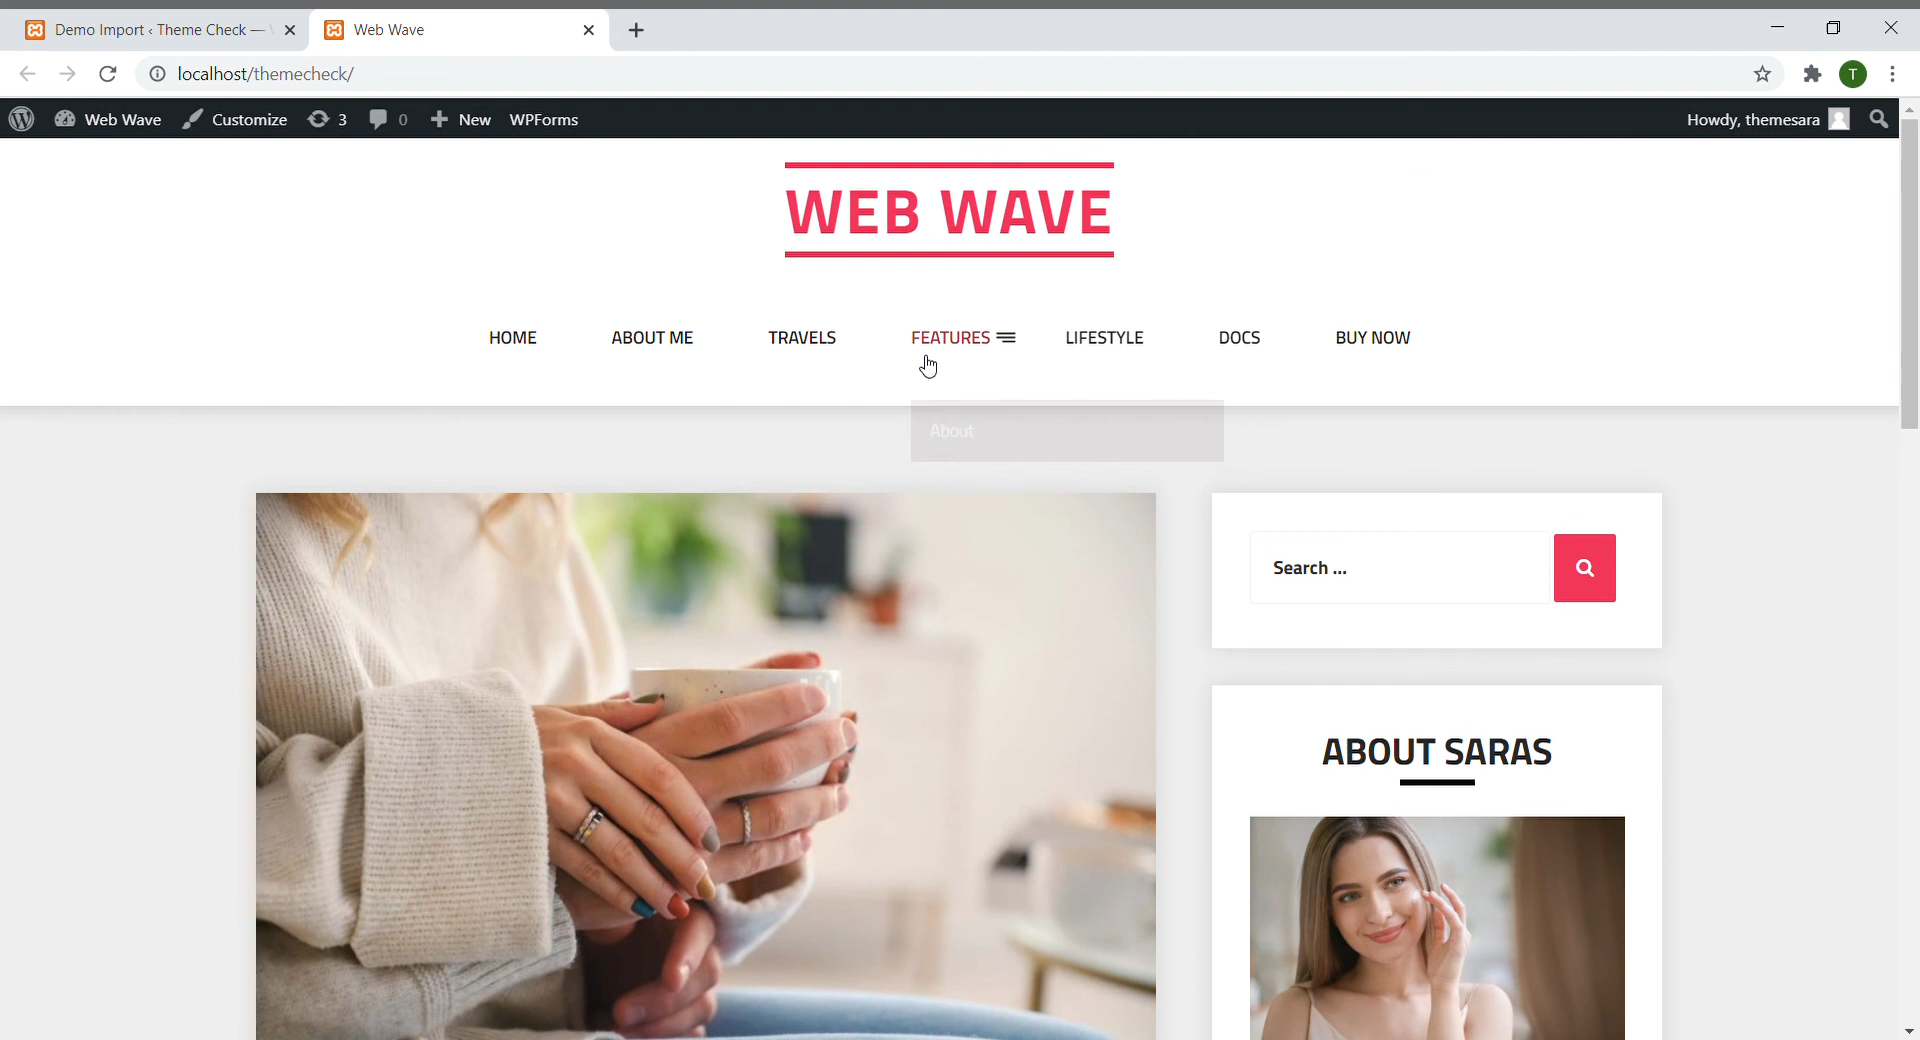 Demo Import ‹ Theme Check —
Web Wave
localhost/themecheck/
T
Web Wave
Customize
3
0
New
WPForms
Howdy, themesara
WEB WAVE
HOME
ABOUT ME
TRAVELS
FEATURES
LIFESTYLE
DOCS
BUY NOW
About
Search ...
ABOUT SARAS